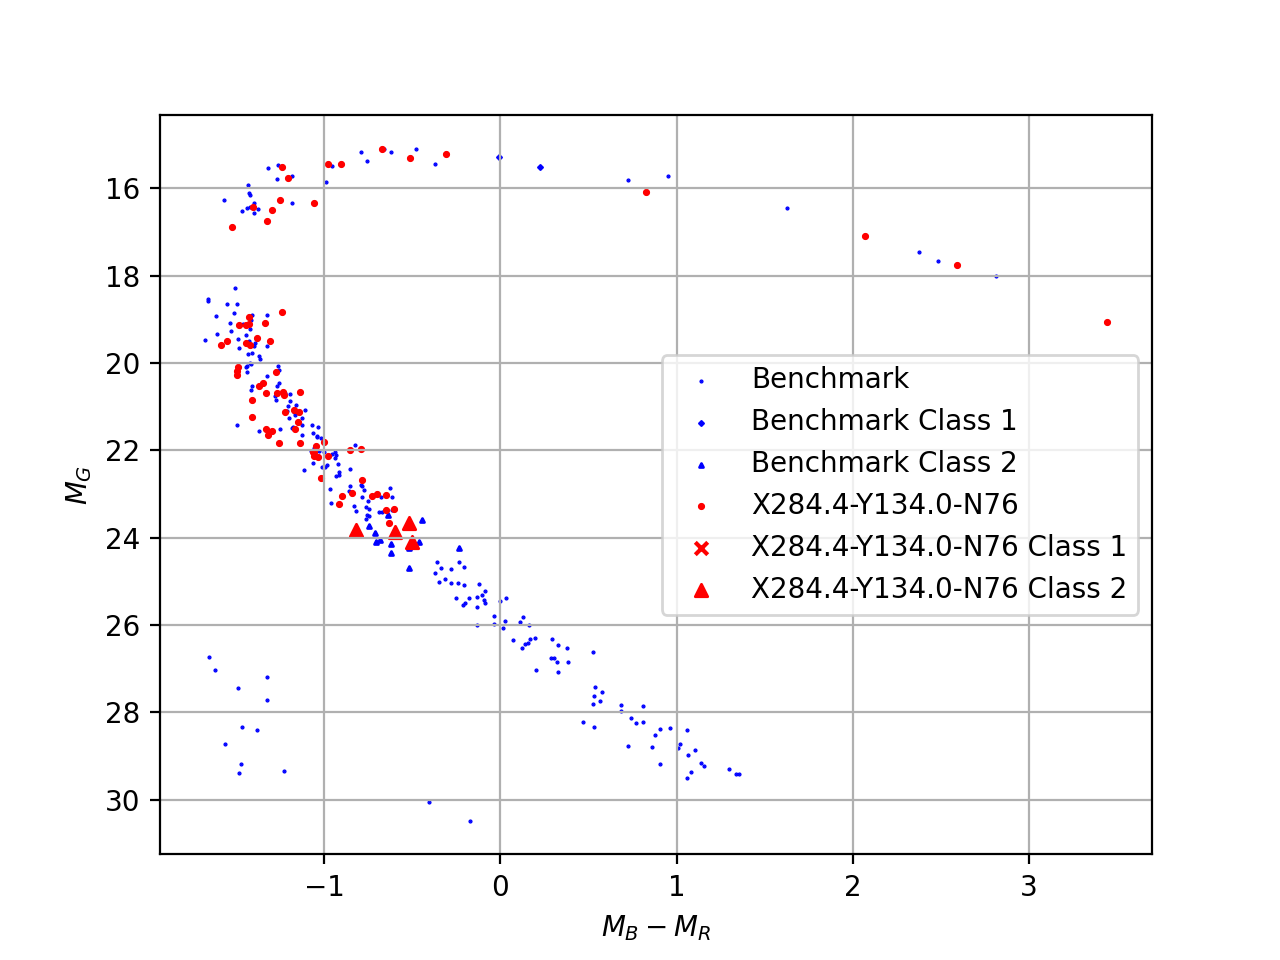 16
18
20
22
24
26
28
30
M_G
Benchmark
Benchmark Class 1
Benchmark Class 2
X284.4-Y134.0-N76
X284.4-Y134.0-N76 Class 1
X284.4-Y134.0-N76 Class 2
−1 0 1 2 3
M_B − M_R